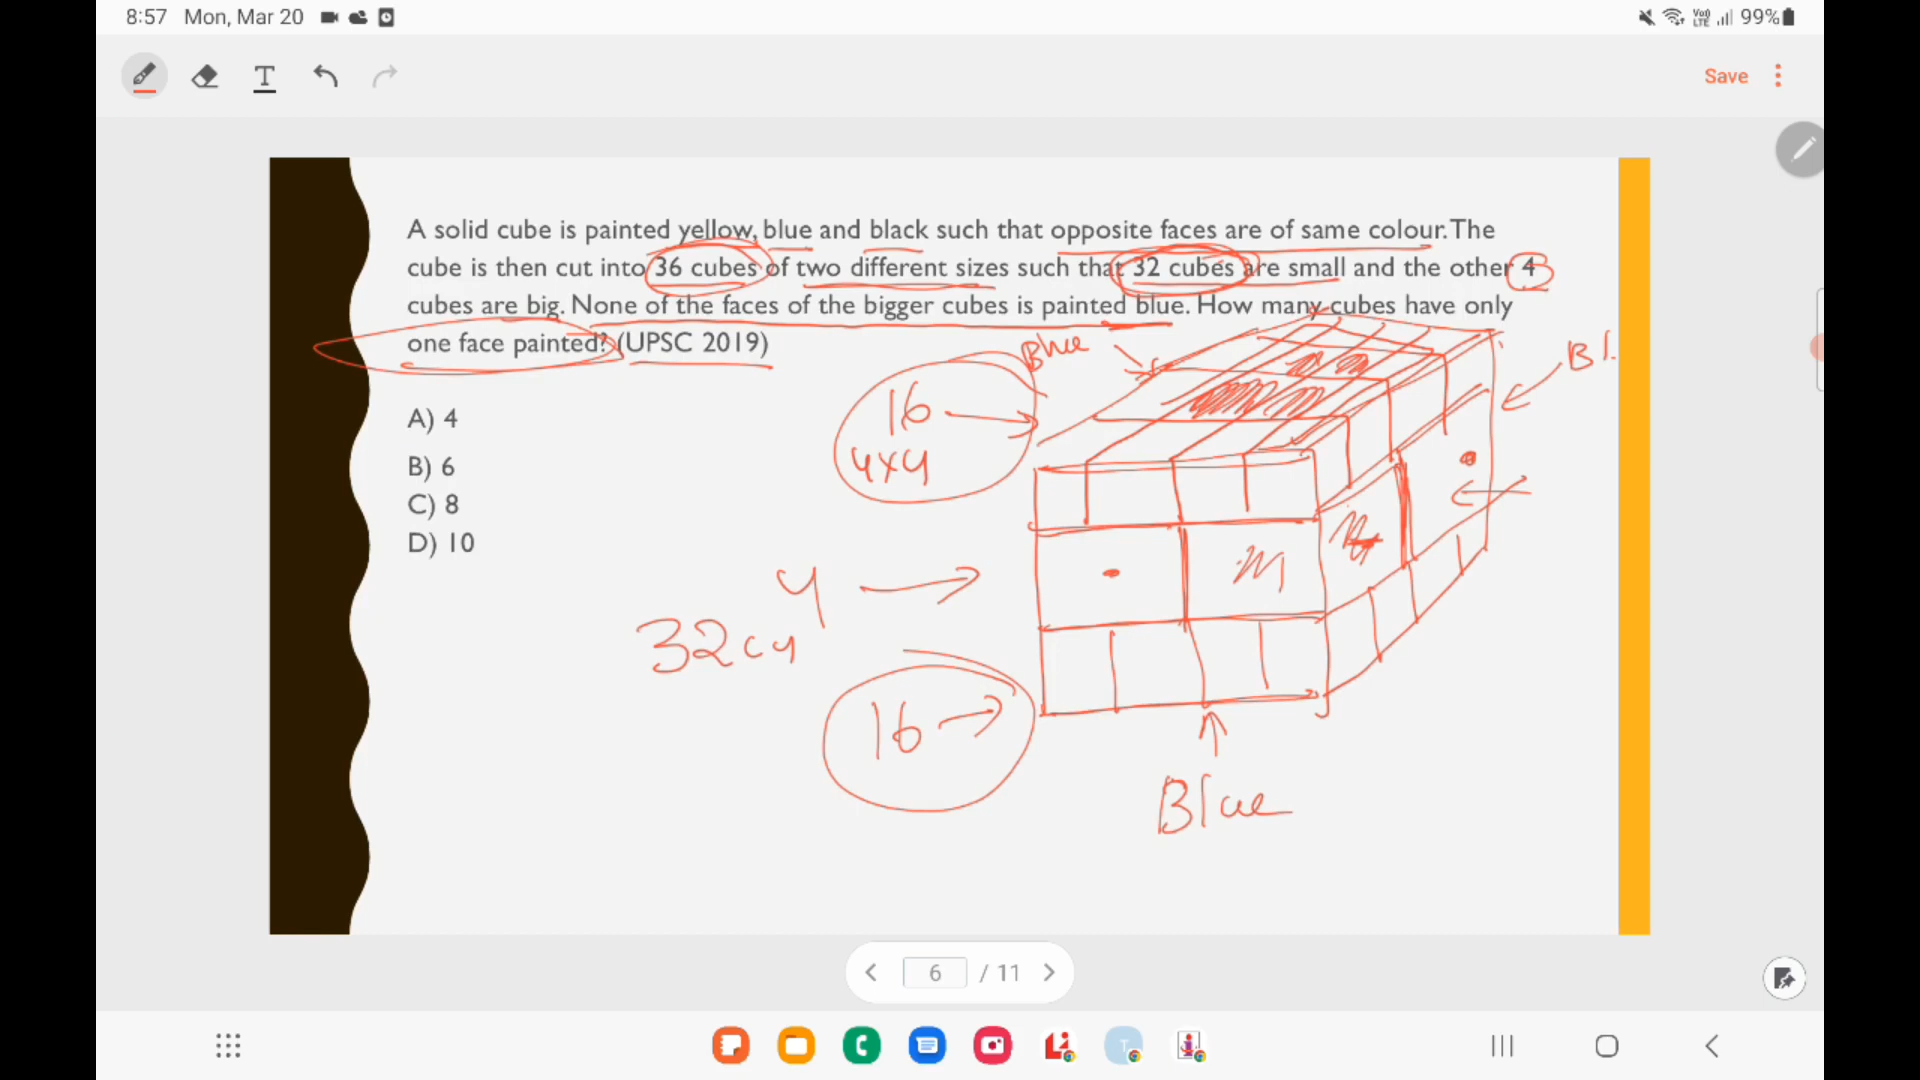 8:57 Mon, Mar 20
99%
Save
A solid cube is painted yellow, blue and black such that opposite faces are of same colour. The
cube is then cut into 36 cubes of two different sizes such that 32 cubes are small and the other 4
cubes are big. None of the faces of the bigger cubes is painted blue. How many cubes have only
one face painted? (UPSC 2019)
Blue
Bl.
16
4x4
A) 4
B) 6
C) 8
D) 10
4
32
16
Blue
6 / 11